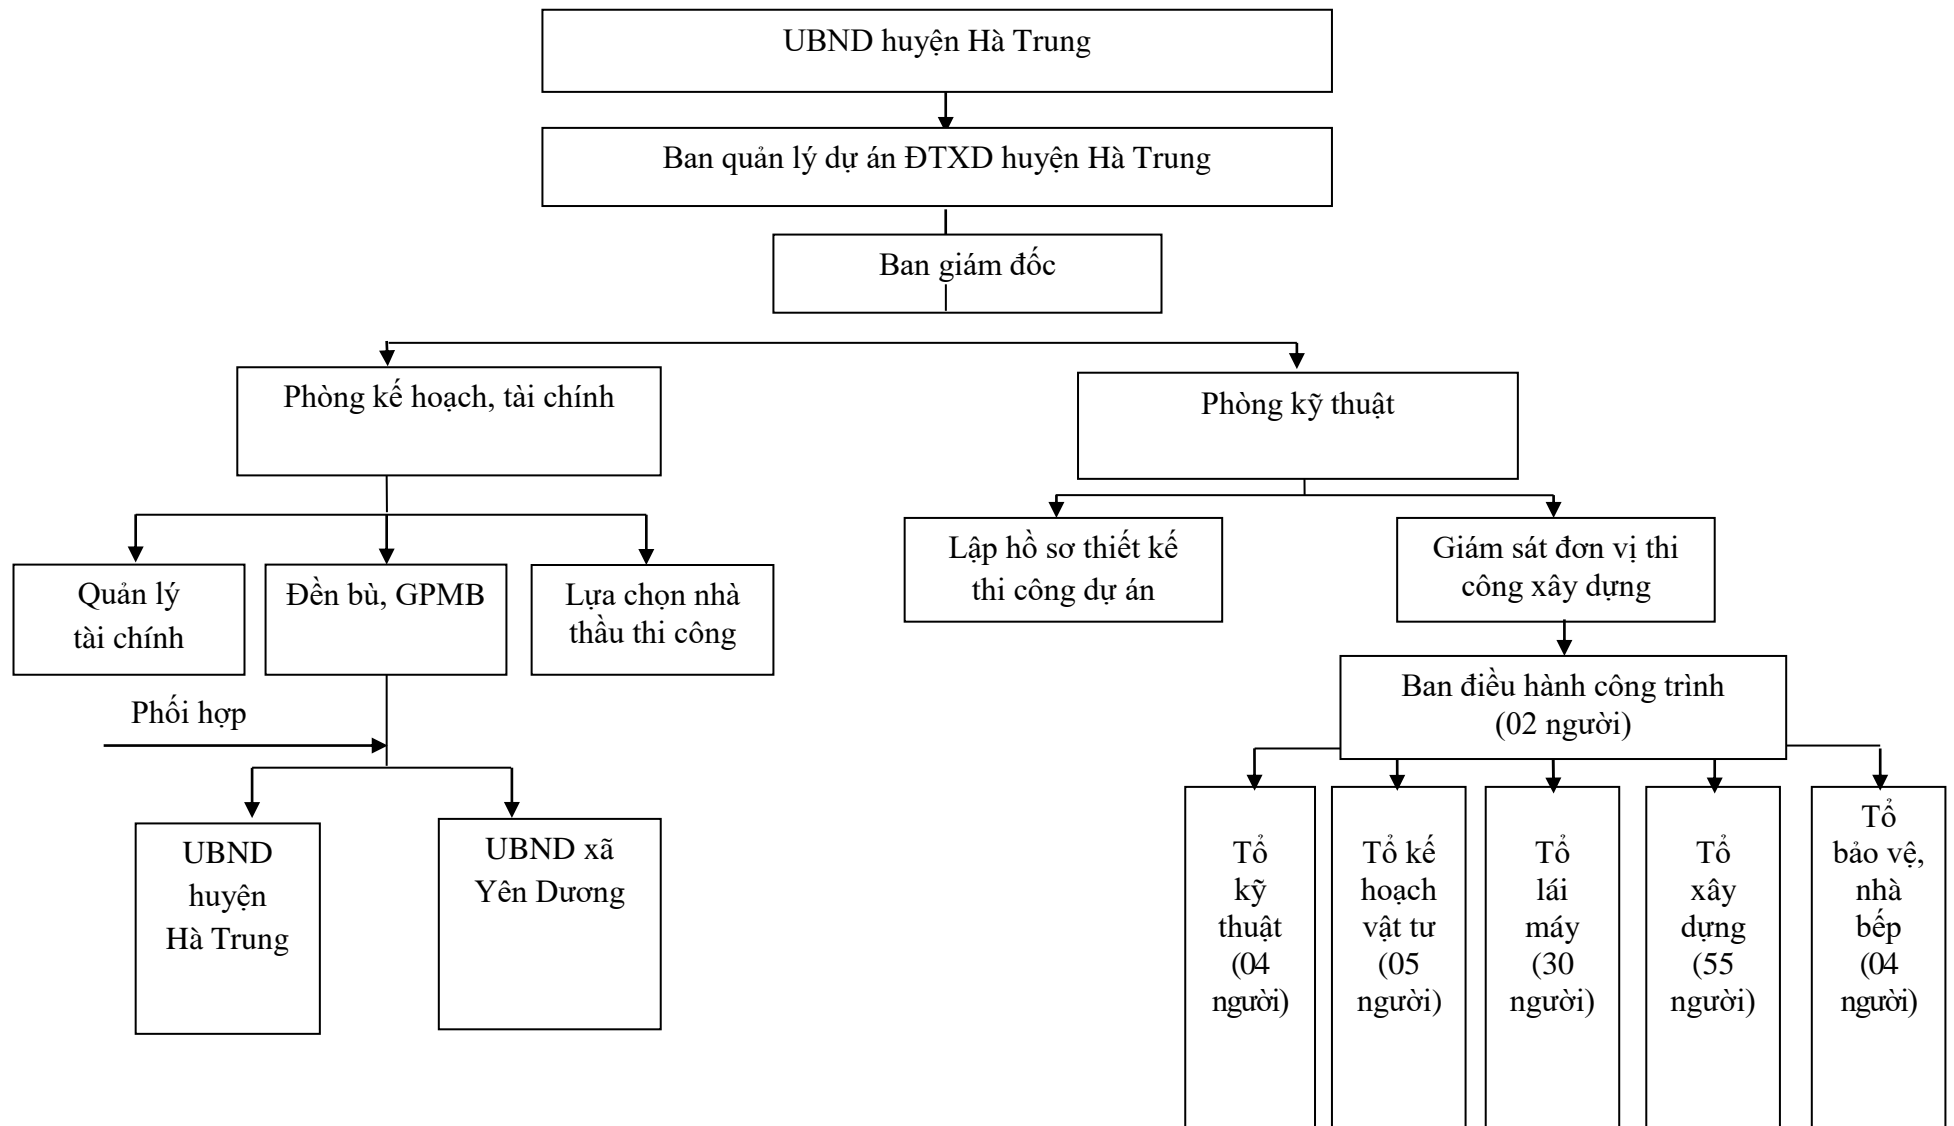 UBND huyện Hà Trung
Ban quản lý dự án ĐTXD huyện Hà Trung
Ban giám đốc
Phòng kế hoạch, tài chính
Phòng kỹ thuật
Quản lý
tài chính
Đền bù, GPMB
Lựa chọn nhà
thầu thi công
Lập hồ sơ thiết kế
thi công dự án
Giám sát đơn vị thi
công xây dựng
Phối hợp
UBND
huyện
Hà Trung
UBND xã
Yên Dương
Ban điều hành công trình
(02 người)
Tổ
kỹ
thuật
(04
người)
Tổ kế
hoạch
vật tư
(05
người)
Tổ
lái
máy
(30
người)
Tổ
xây
dựng
(55
người)
Tổ
bảo vệ,
nhà
bếp
(04
người)